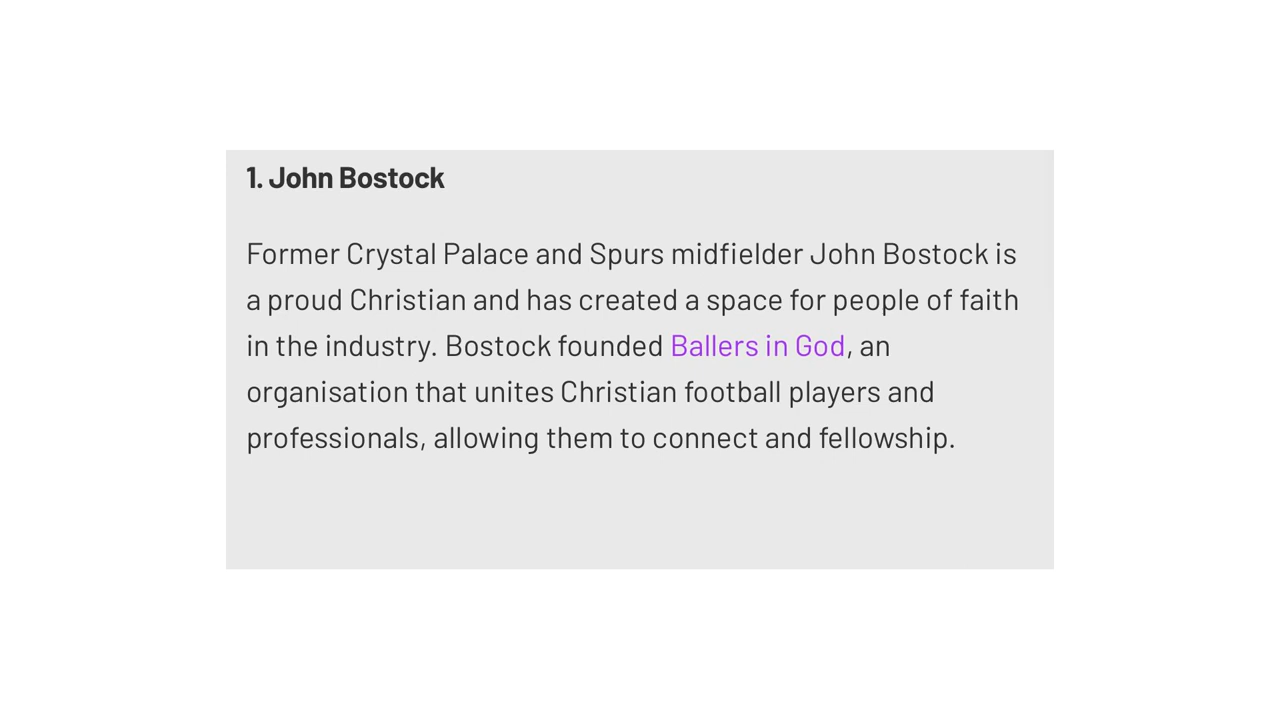 1. John Bostock
Former Crystal Palace and Spurs midfielder John Bostock is
a proud Christian and has created a space for people of faith
in the industry. Bostock founded Ballers in God, an
organisation that unites Christian football players and
professionals, allowing them to connect and fellowship.